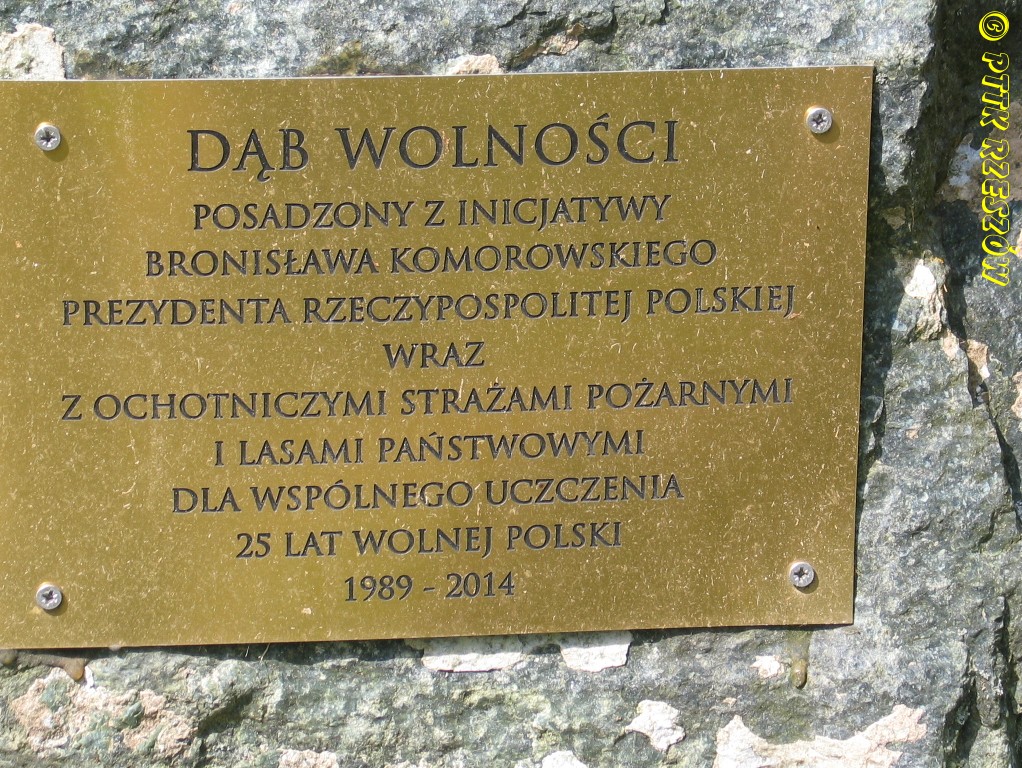 DĄB WOLNOŚCI
POSADZONY Z INICJATYWY
BRONISŁAWA KOMOROWSKIEGO
PREZYDENTA RZECZYPOSPOLITEJ POLSKIEJ
WRAZ
Z OCHOTNICZYMI STRAŻAMI POŻARNYMI
I LASAMI PAŃSTWOWYMI
DLA WSPÓLNEGO UCZCZENIA
25 LAT WOLNEJ POLSKI
1989 - 2014
© PTTK RZESZÓW